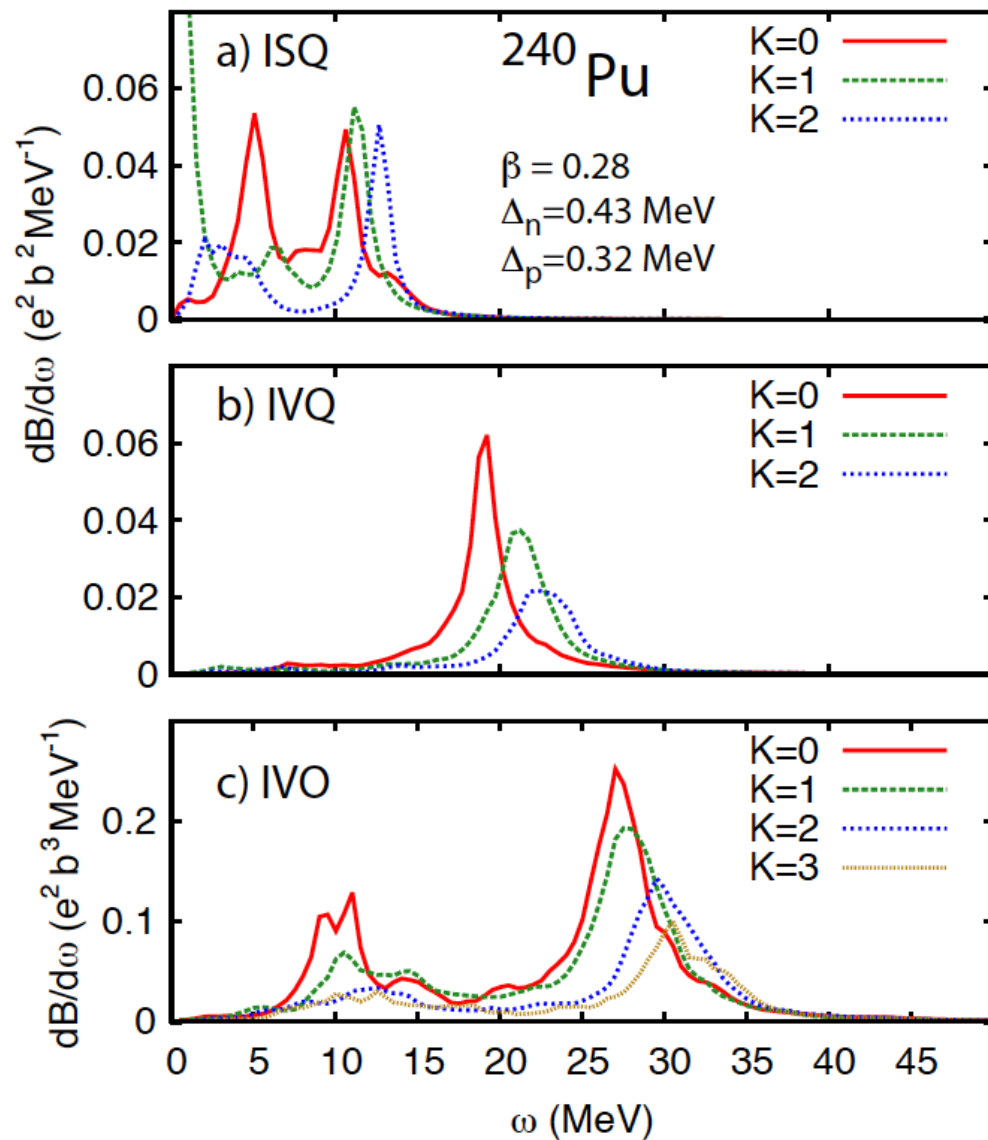 a) ISQ
²⁴⁰Pu
β = 0.28
Δₙ=0.43 MeV
Δₚ=0.32 MeV
K=0
K=1
K=2
0.06
0.04
0.02
0
dB/dω (e² b² MeV⁻¹)
b) IVQ
K=0
K=1
K=2
0.06
0.04
0.02
0
c) IVO
K=0
K=1
K=2
K=3
dB/dω (e² b³ MeV⁻¹)
0.2
0.1
0
0 5 10 15 20 25 30 35 40 45
ω (MeV)